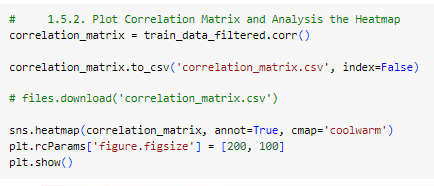 #     1.5.2. Plot Correlation Matrix and Analysis the Heatmap
correlation_matrix = train_data_filtered.corr()
correlation_matrix.to_csv('correlation_matrix.csv', index=False)
# files.download('correlation_matrix.csv')
sns.heatmap(correlation_matrix, annot=True, cmap='coolwarm')
plt.rcParams['figure.figsize'] = [200, 100]
plt.show()